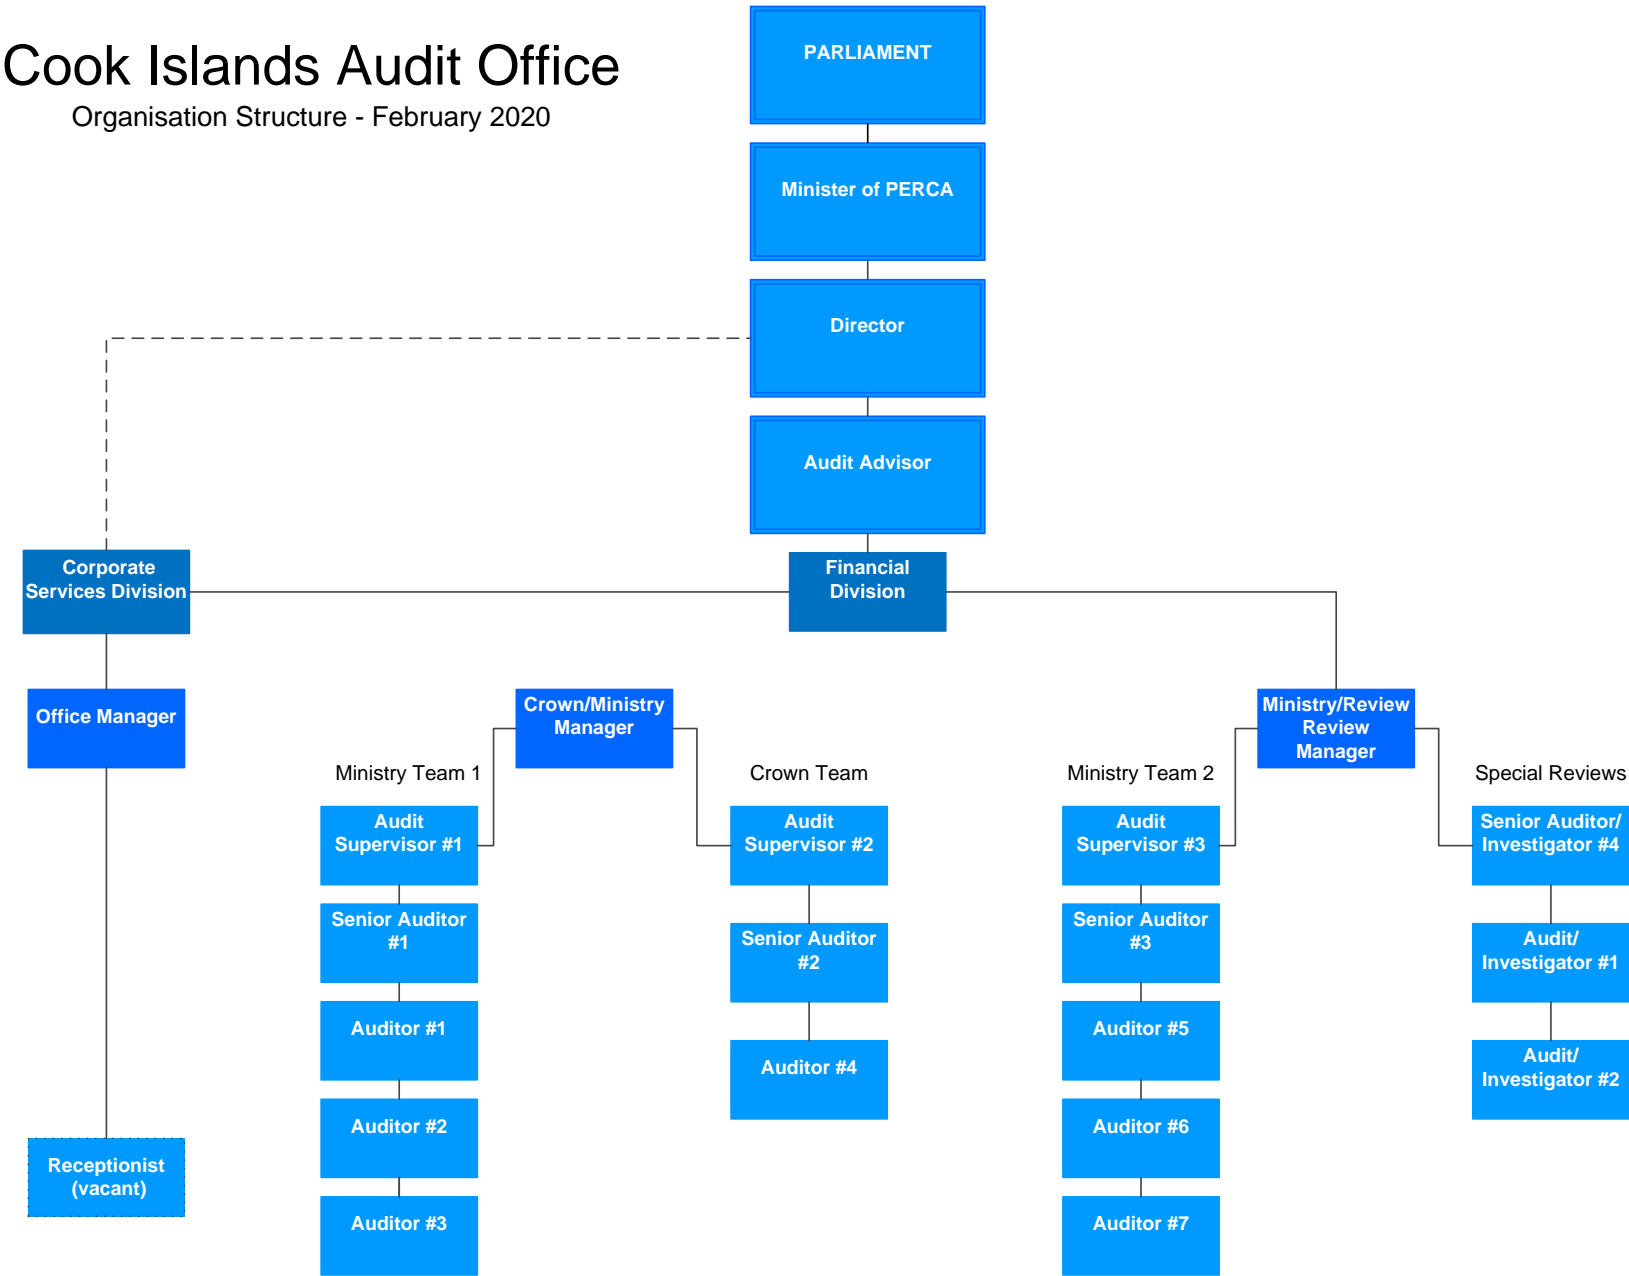 Cook Islands Audit Office
Organisation Structure - February 2020
PARLIAMENT
Minister of PERCA
Director
Audit Advisor
Corporate
Services Division
Financial
Division
Office Manager
Crown/Ministry
Manager
Ministry/Review
Review
Manager
Ministry Team 1
Crown Team
Ministry Team 2
Special Reviews
Audit
Supervisor #1
Senior Auditor
#1
Auditor #1
Auditor #2
Auditor #3
Audit
Supervisor #2
Senior Auditor
#2
Auditor #4
Audit
Supervisor #3
Senior Auditor
#3
Auditor #5
Auditor #6
Auditor #7
Senior Auditor/
Investigator #4
Audit/
Investigator #1
Audit/
Investigator #2
Receptionist
(vacant)